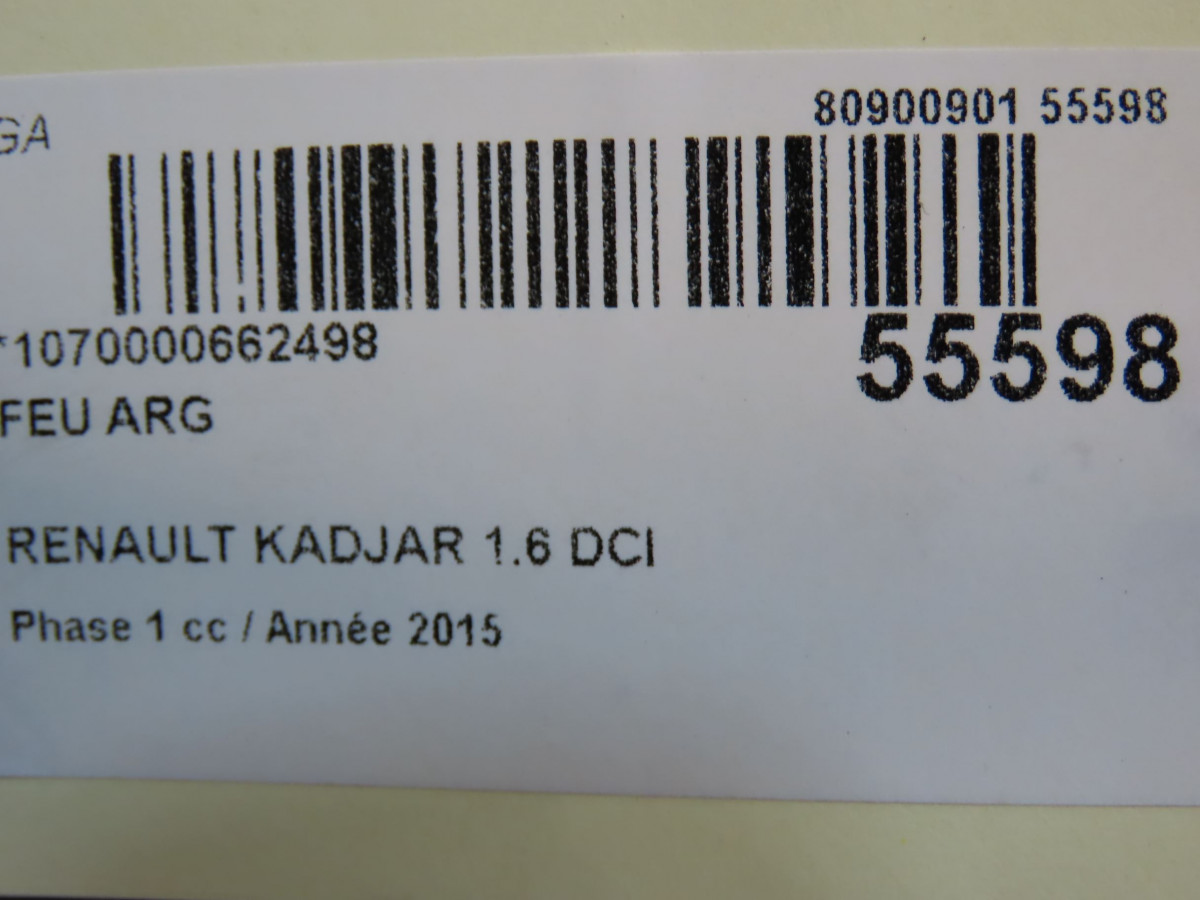 GA
80900901 55598
*1070000662498
55598
FEU ARG
RENAULT KADJAR 1.6 DCI
Phase 1 cc / Année 2015